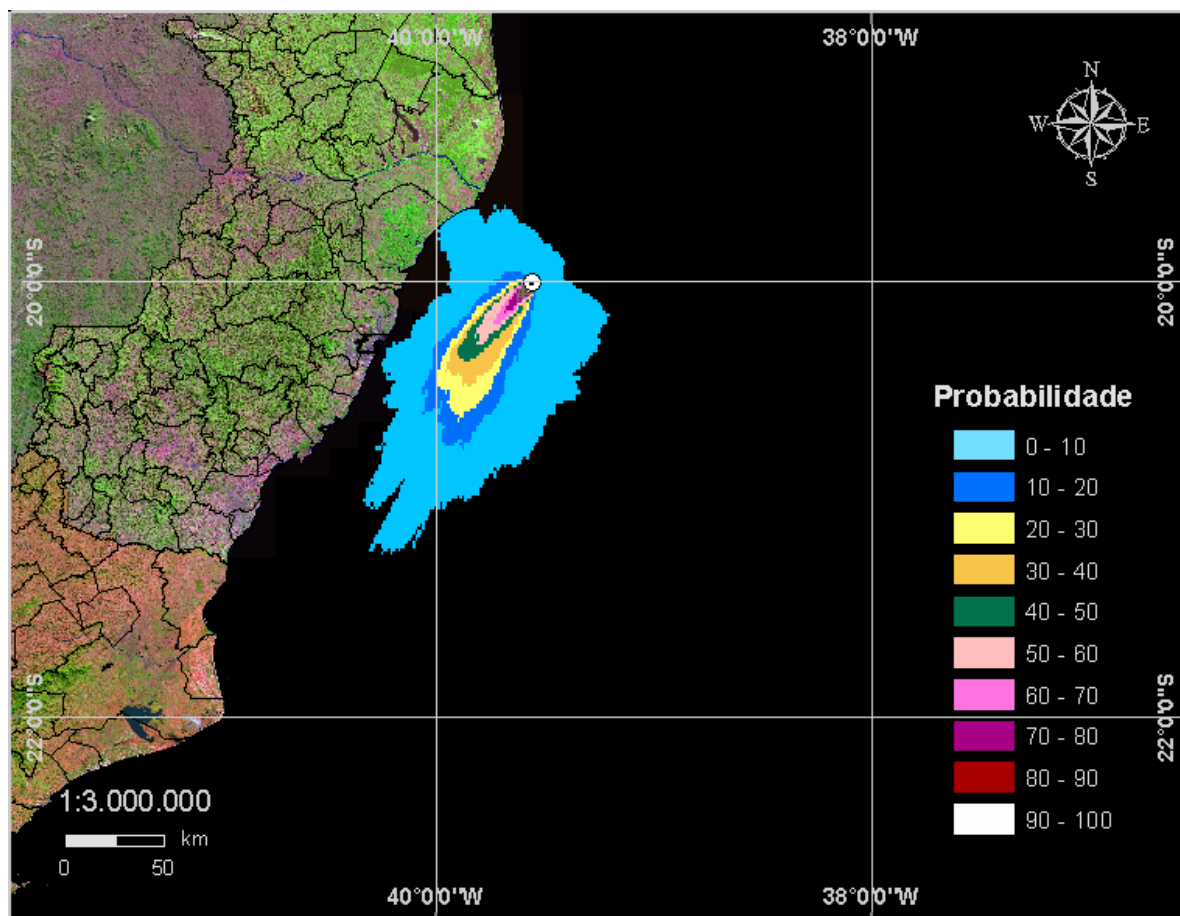 40°0'0"W
38°0'0"W
N
W
E
S
20°0'0"S
20°0'0"S
Probabilidade
0 - 10
10 - 20
20 - 30
30 - 40
40 - 50
50 - 60
60 - 70
70 - 80
80 - 90
90 - 100
22°0'0"S
22°0'0"S
1:3.000.000
km
0
50
40°0'0"W
38°0'0"W